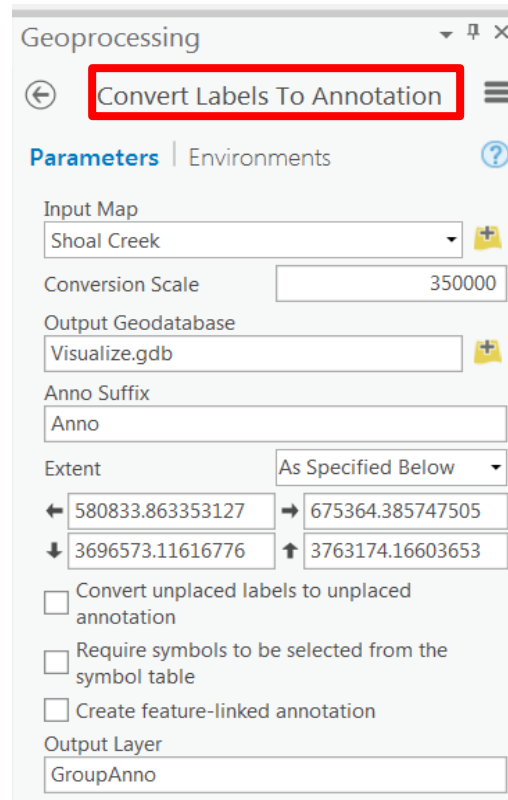 Geoprocessing
Convert Labels To Annotation
Parameters | Environments
Input Map
Shoal Creek
Conversion Scale 350000
Output Geodatabase
Visualize.gdb
Anno Suffix
Anno
Extent As Specified Below
580833.863353127 675364.385747505
3696573.11616776 3763174.16603653
Convert unplaced labels to unplaced
annotation
Require symbols to be selected from the
symbol table
Create feature-linked annotation
Output Layer
GroupAnno